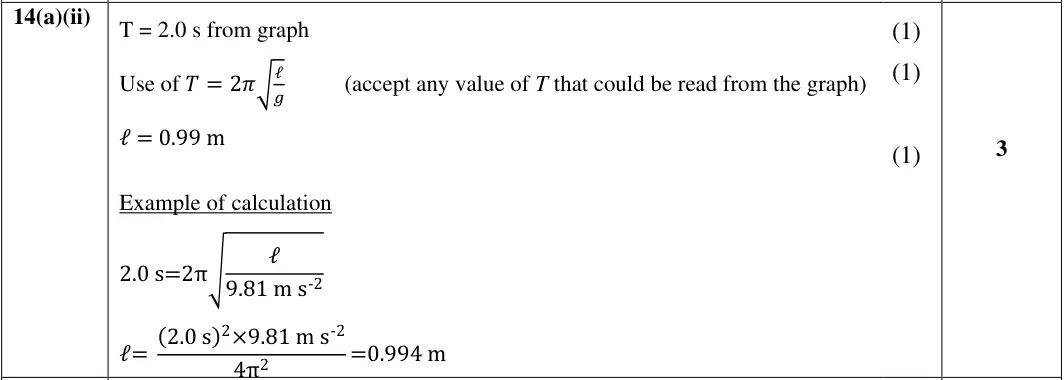 14(a)(ii)
T = 2.0 s from graph (1)
Use of T = 2π√(ℓ/g) (accept any value of T that could be read from the graph) (1)
ℓ = 0.99 m
(1) 3
Example of calculation
2.0 s=2π√(ℓ/9.81 m s⁻²)
ℓ= (2.0 s)²×9.81 m s⁻²/4π² =0.994 m